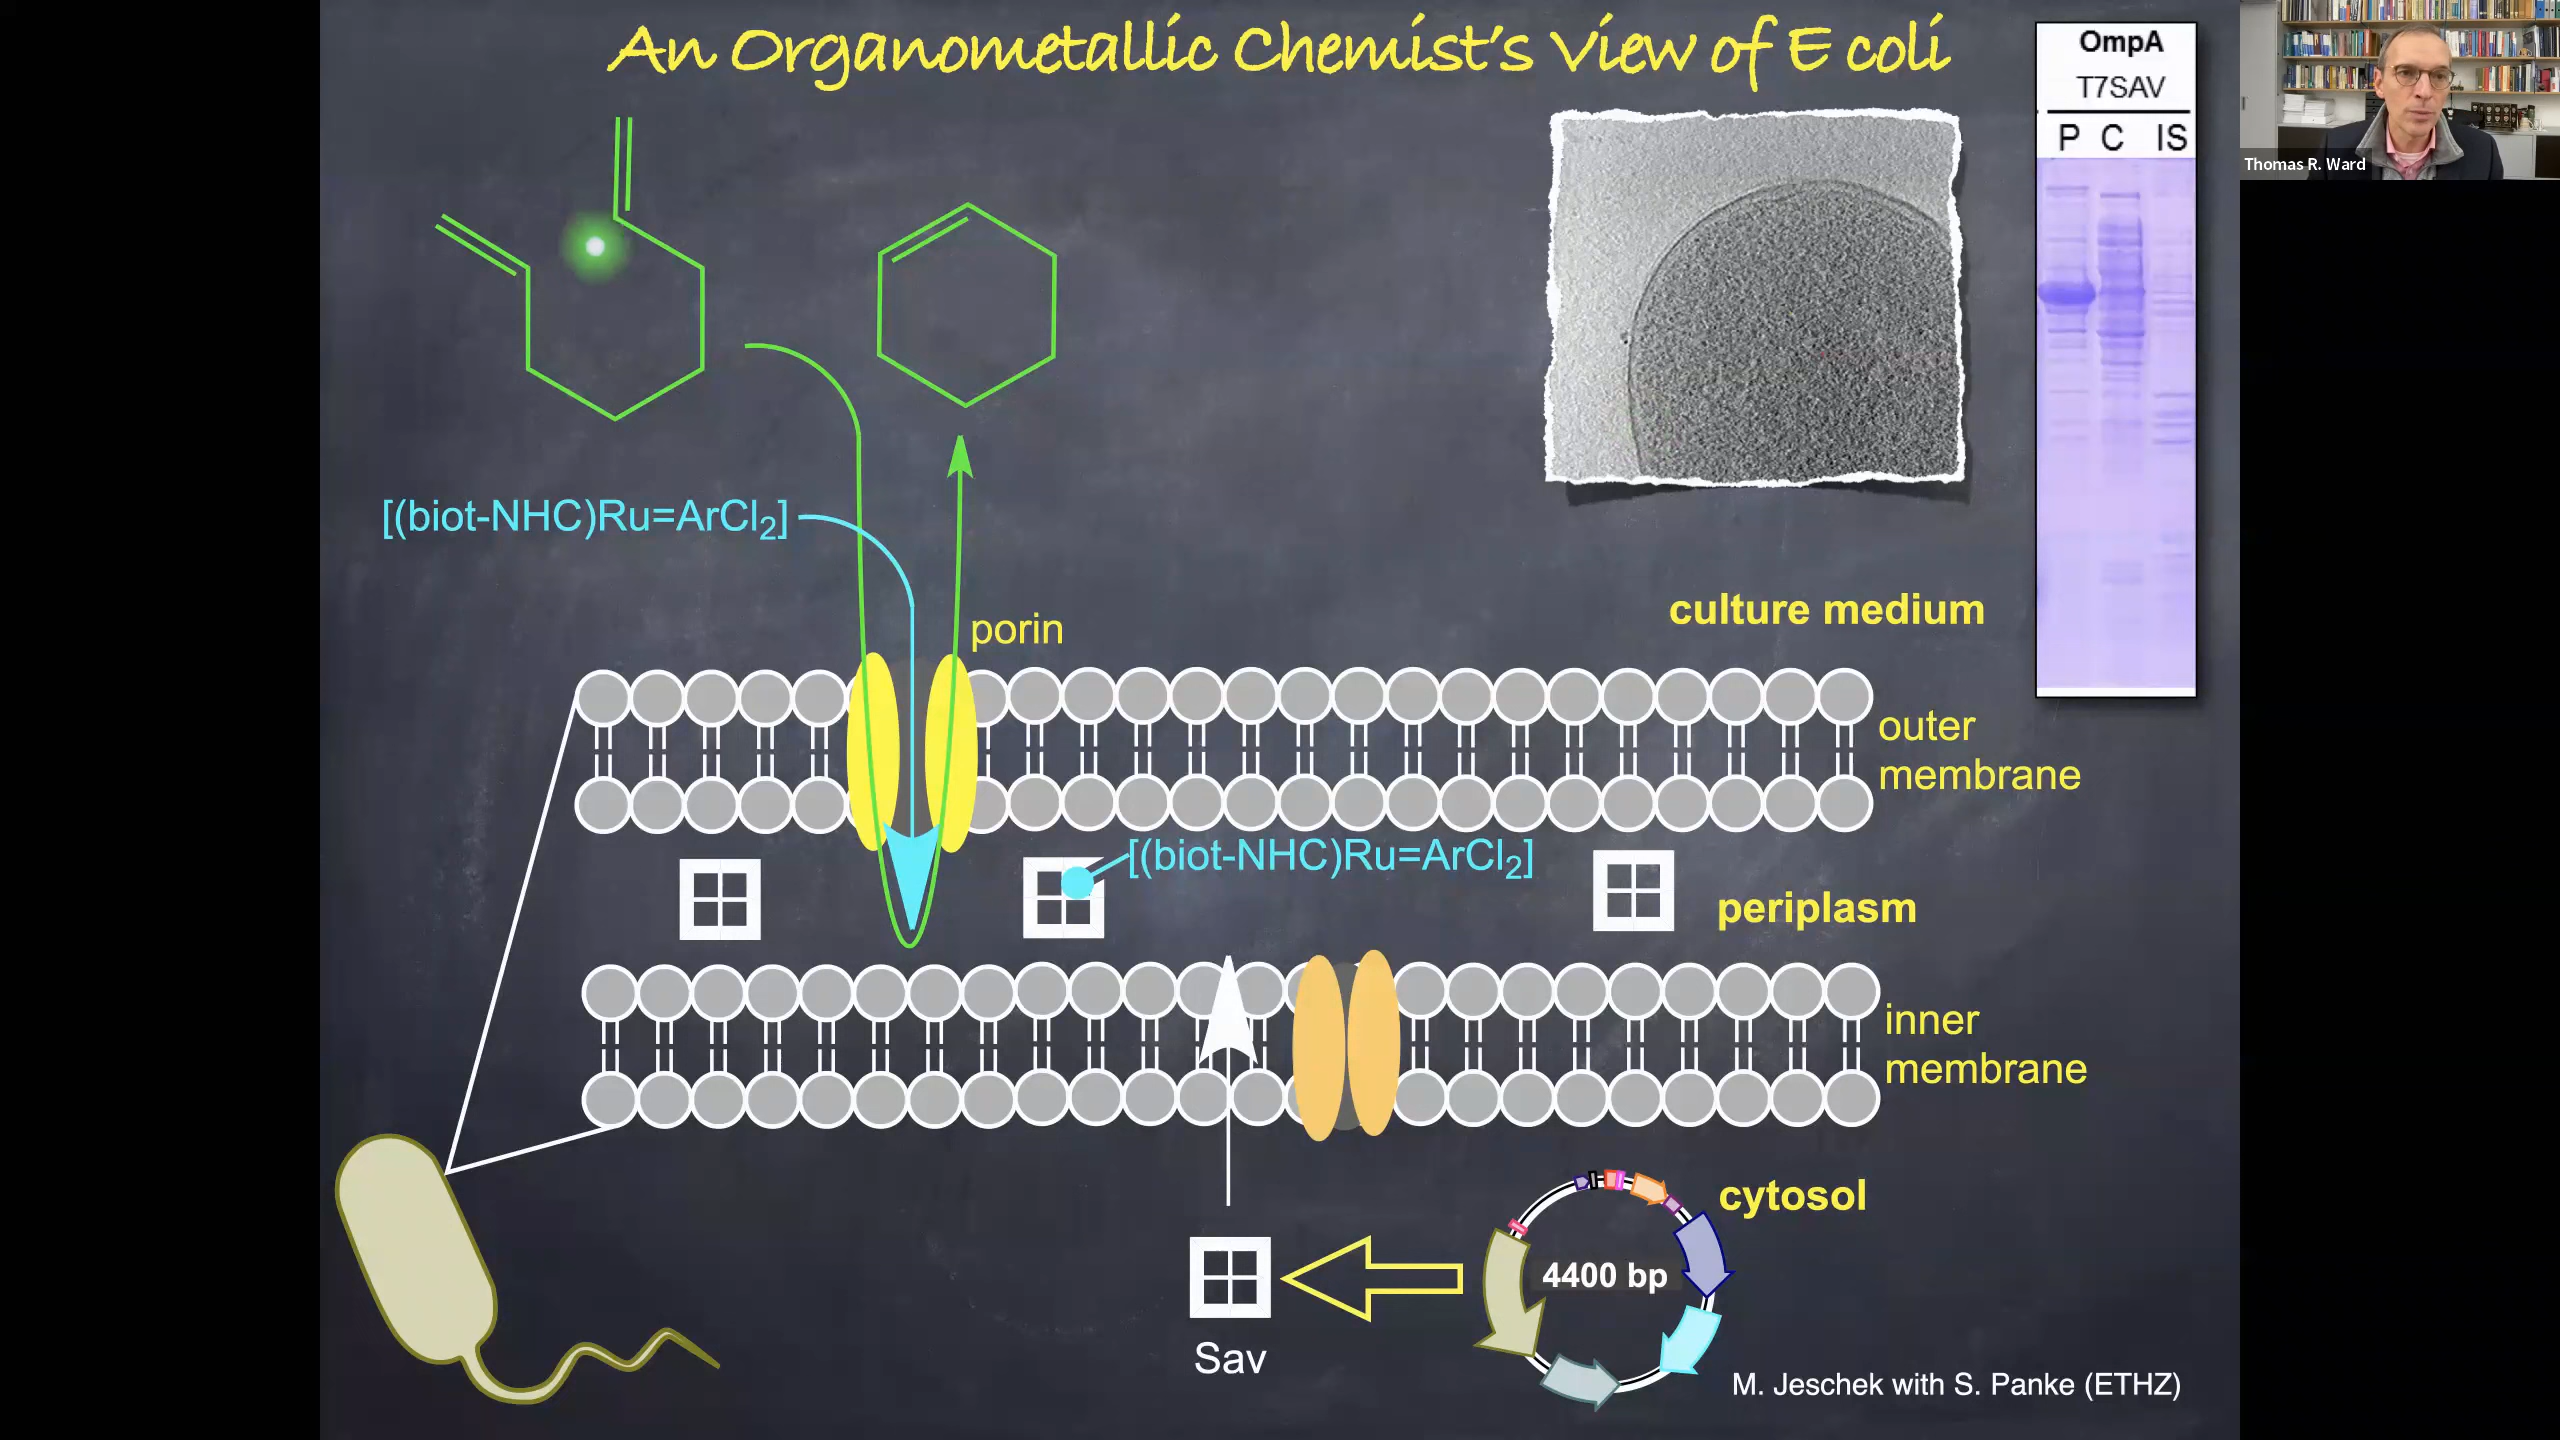 An Organometallic Chemist's View of E coli
OmpA
T7SAV
P C IS
Thomas R. Ward
[(biot-NHC)Ru=ArCl2]
porin
culture medium
outer
membrane
[(biot-NHC)Ru=ArCl2]
periplasm
inner
membrane
cytosol
4400 bp
Sav
M. Jeschek with S. Panke (ETHZ)